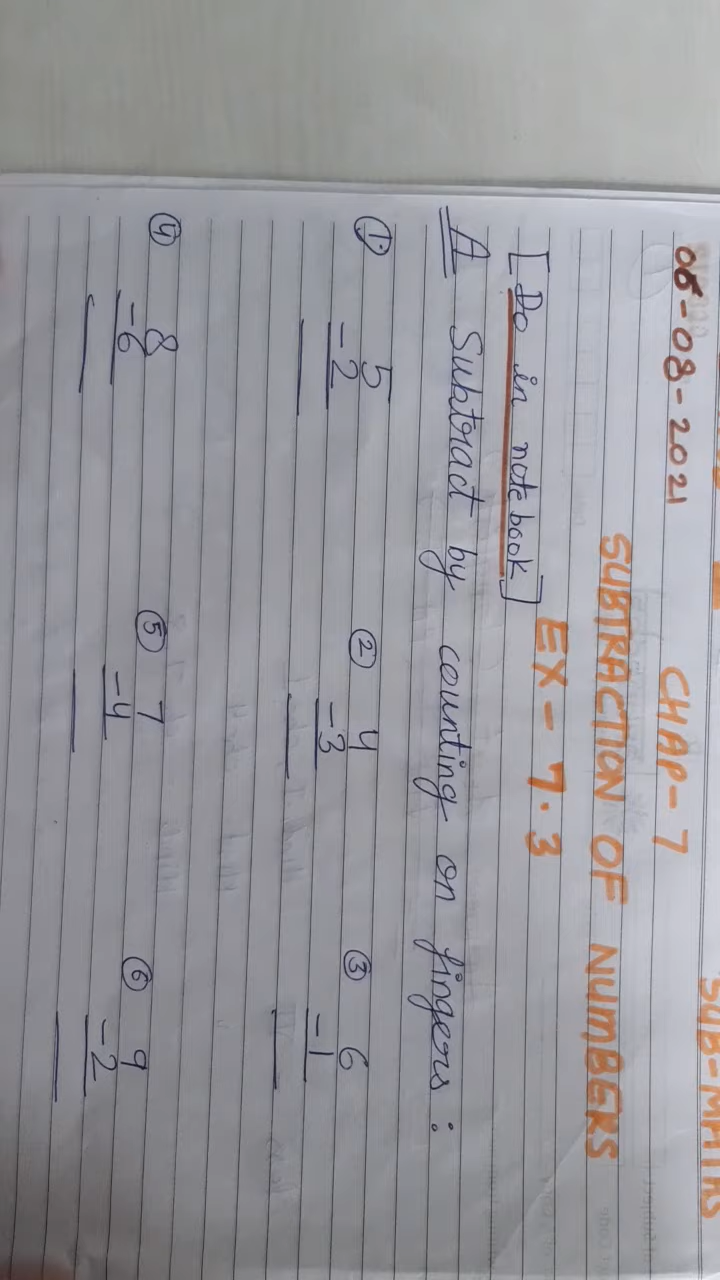 SUB-MATHS
08-08-2021 CHAP-7
SUBTRACTION OF NUMBERS
EX-7.3
[Do in notebook]
A Subtract by counting on fingers:
① 5 ② 4 ③ 6
-2 -3 -1
④ 8 ⑤ 7 ⑥ 9
-6 -4 -2